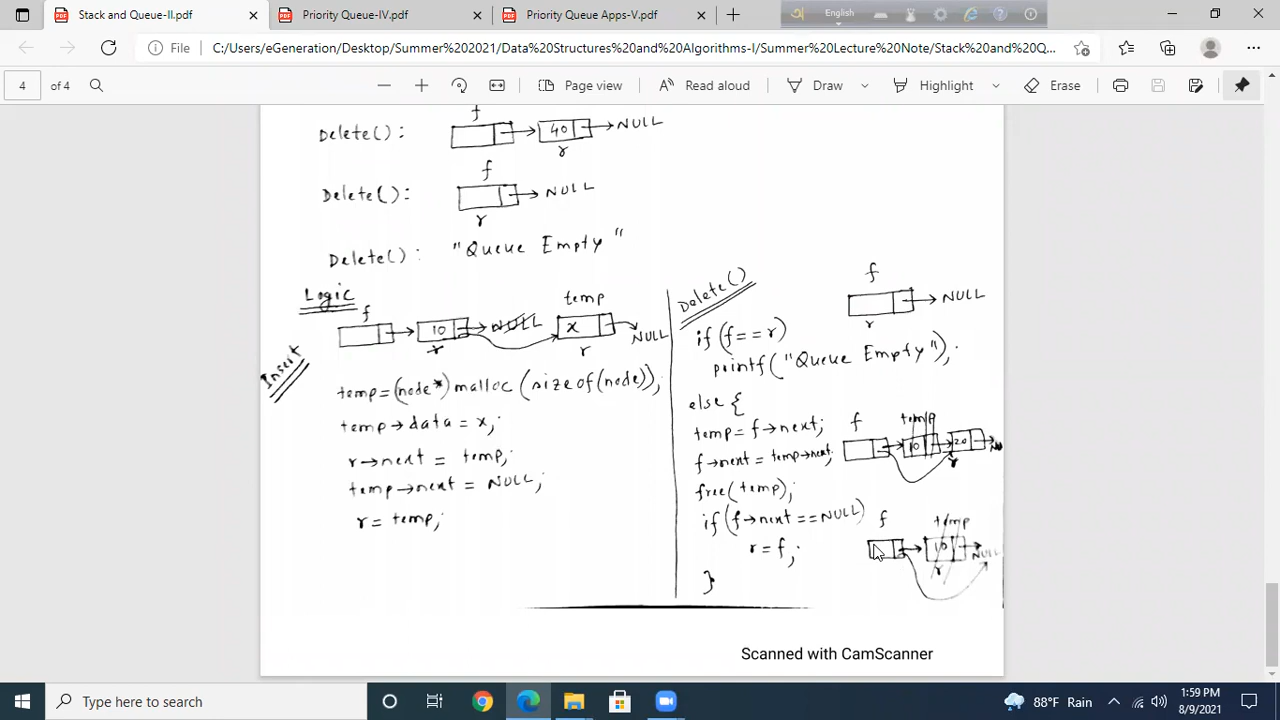 Stack and Queue-II.pdf
Priority Queue-IV.pdf
Priority Queue Apps-V.pdf
English
File
C:/Users/eGeneration/Desktop/Summer%202021/Data%20Structures%20and%20Algorithms-I/Summer%20Lecture%20Note/Stack%20and%20Q...
4 of 4
Page view
Read aloud
Draw
Highlight
Erase
f
Delete(): 40 NULL
r
f
Delete(): NULL
r
Delete(): "Queue Empty"
Logic
Insert
f temp
10 NULL x NULL
r r
temp=(node*)malloc(sizeof(node));
temp→data = x;
r→next = temp;
temp→next = NULL;
r = temp;
Delete()
f
NULL
r
if (f==r)
printf("Queue Empty");
else {
temp=f→next;
f→next=temp→next;
free(temp);
if(f→next==NULL)
r=f;
}
f temp
10 20
r
f temp
10 NULL
r
Scanned with CamScanner
Type here to search
88°F Rain
1:59 PM
8/9/2021